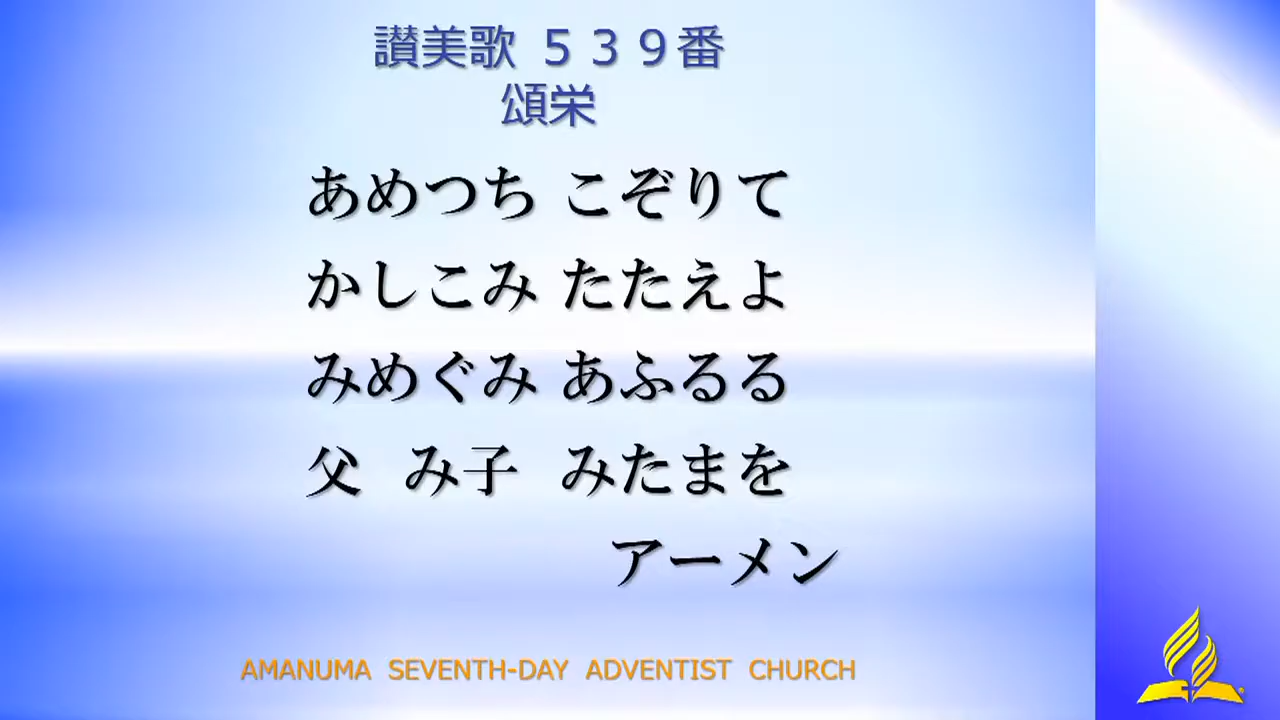 讃美歌 ５３９番
頌栄
あめつち こぞりて
かしこみ たたえよ
みめぐみ あふるる
父 み子 みたまを
アーメン
AMANUMA SEVENTH-DAY ADVENTIST CHURCH